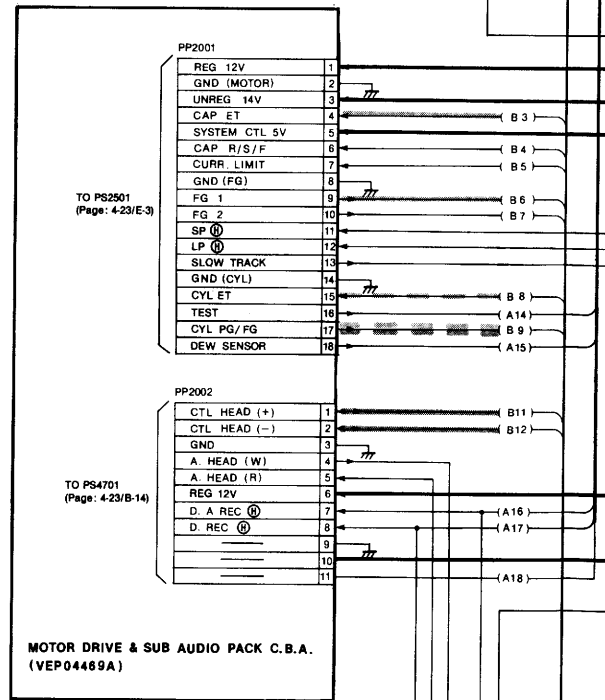 PP2001
REG 12V 1
GND (MOTOR) 2
UNREG 14V 3
CAP ET 4 B3
SYSTEM CTL 5V 5
CAP R/S/F 6 B4
CURR. LIMIT 7 B5
GND (FG) 8
TO PS2501
(Page: 4-23/E-3)
FG 1 9 B6
FG 2 10 B7
SP Ⓗ 11
LP Ⓗ 12
SLOW TRACK 13
GND (CYL) 14
CYL ET 15 B8
TEST 16 A14
CYL PG/FG 17 B9
DEW SENSOR 18 A15
PP2002
CTL HEAD (+) 1 B11
CTL HEAD (−) 2 B12
GND 3
A. HEAD (W) 4
TO PS4701
(Page: 4-23/B-14)
A. HEAD (R) 5
REG 12V 6
D. A REC Ⓗ 7 A16
D. REC Ⓗ 8 A17
9
10
11 A18
MOTOR DRIVE & SUB AUDIO PACK C.B.A.
(VEP04469A)